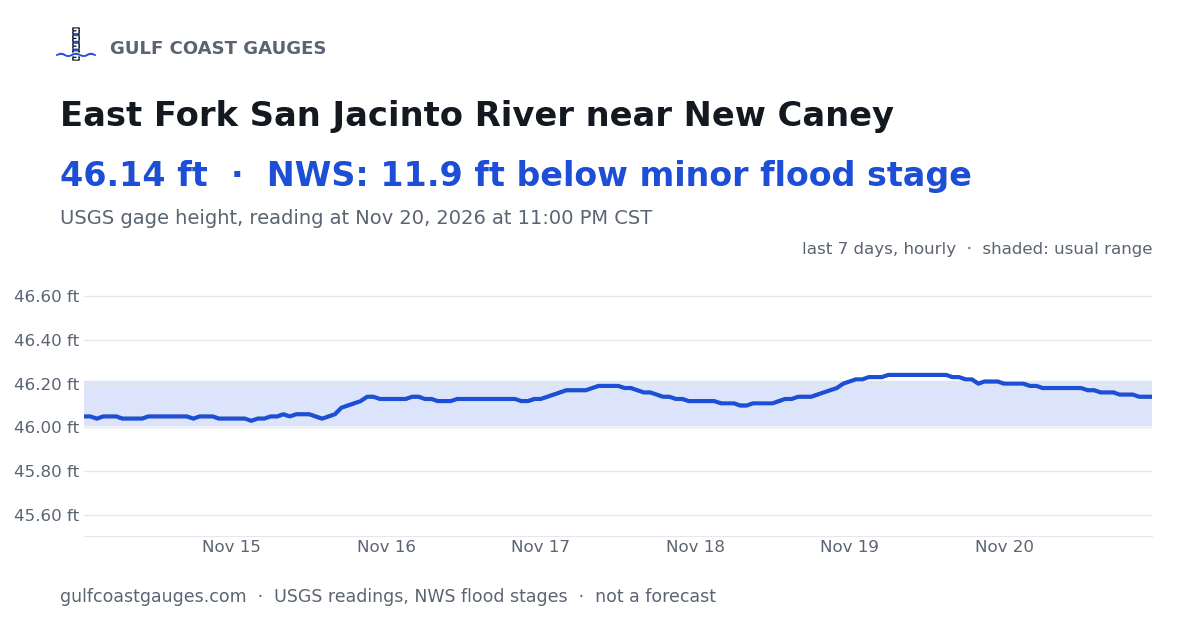 GULF COAST GAUGES
East Fork San Jacinto River near New Caney
46.14 ft · NWS: 11.9 ft below minor flood stage
USGS gage height, reading at Nov 20, 2026 at 11:00 PM CST
last 7 days, hourly · shaded: usual range
46.60 ft
46.40 ft
46.20 ft
46.00 ft
45.80 ft
45.60 ft
Nov 15 Nov 16 Nov 17 Nov 18 Nov 19 Nov 20
gulfcoastgauges.com · USGS readings, NWS flood stages · not a forecast